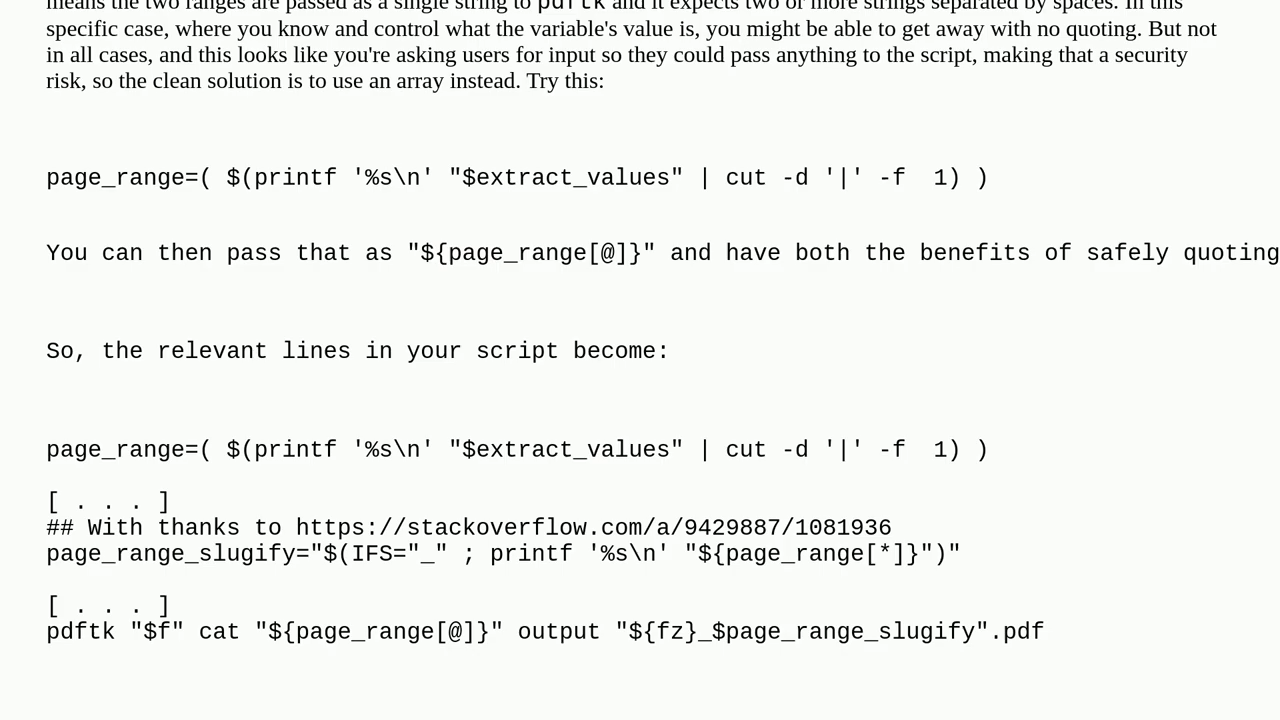 means the two ranges are passed as a single string to pdftk and it expects two or more strings separated by spaces. In this
specific case, where you know and control what the variable's value is, you might be able to get away with no quoting. But not
in all cases, and this looks like you're asking users for input so they could pass anything to the script, making that a security
risk, so the clean solution is to use an array instead. Try this:
page_range=( $(printf '%s\n' "$extract_values" | cut -d '|' -f  1) )
You can then pass that as "${page_range[@]}" and have both the benefits of safely quoting
So, the relevant lines in your script become:
page_range=( $(printf '%s\n' "$extract_values" | cut -d '|' -f  1) )
[ . . . ]
## With thanks to https://stackoverflow.com/a/9429887/1081936
page_range_slugify="$(IFS="_" ; printf '%s\n' "${page_range[*]}")"
[ . . . ]
pdftk "$f" cat "${page_range[@]}" output "${fz}_$page_range_slugify".pdf